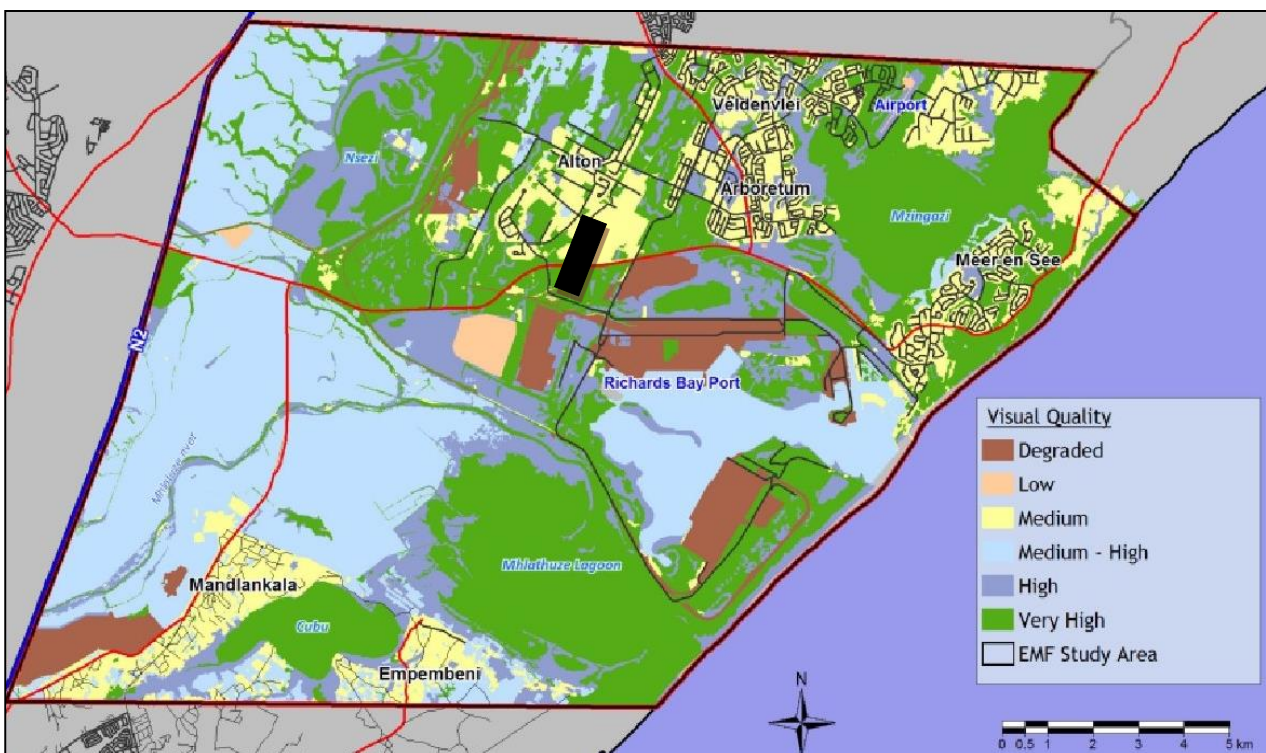 Veldenvlei
Airport
Nsezi
Alton
Arboretum
Mzingazi
Meer en See
N2
Richards Bay Port
Mhlatuze River
Mhlathuze Lagoon
Mandlankala
Cubu
Empembeni
Visual Quality
Degraded
Low
Medium
Medium - High
High
Very High
EMF Study Area
N
0 0.5 1 2 3 4 5 km